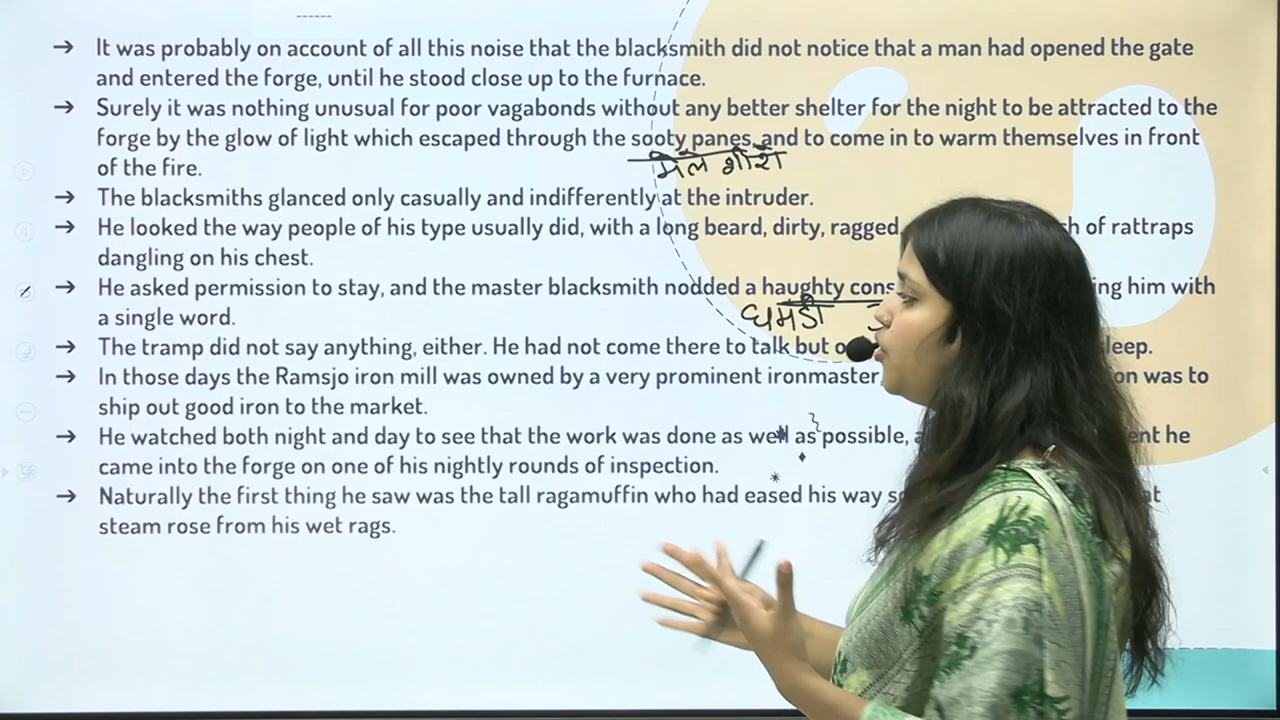 ------
→ It was probably on account of all this noise that the blacksmith did not notice that a man had opened the gate
and entered the forge, until he stood close up to the furnace.
→ Surely it was nothing unusual for poor vagabonds without any better shelter for the night to be attracted to the
forge by the glow of light which escaped through the sooty panes, and to come in to warm themselves in front
मैले शीशे
of the fire.
→ The blacksmiths glanced only casually and indifferently at the intruder.
→ He looked the way people of his type usually did, with a long beard, dirty, ragged, of rattraps
dangling on his chest.
→ He asked permission to stay, and the master blacksmith nodded a haughty him with
a single word.
घमंडी
→ The tramp did not say anything, either. He had not come there to talk but
→ In those days the Ramsjo iron mill was owned by a very prominent ironmaster, was to
ship out good iron to the market.
→ He watched both night and day to see that the work was done as well as possible, he
came into the forge on one of his nightly rounds of inspection.
→ Naturally the first thing he saw was the tall ragamuffin who had eased his way
steam rose from his wet rags.